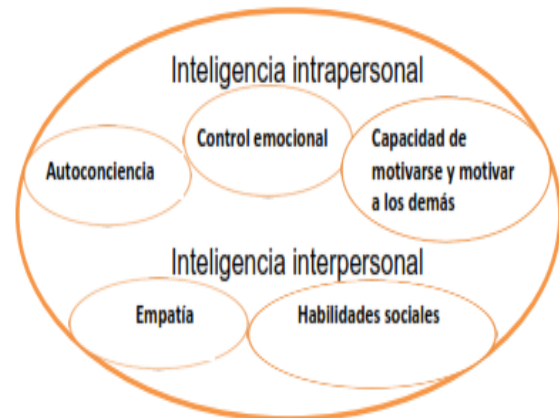 Inteligencia intrapersonal
Autoconciencia
Control emocional
Capacidad de
motivarse y motivar
a los demás
Inteligencia interpersonal
Empatía
Habilidades sociales